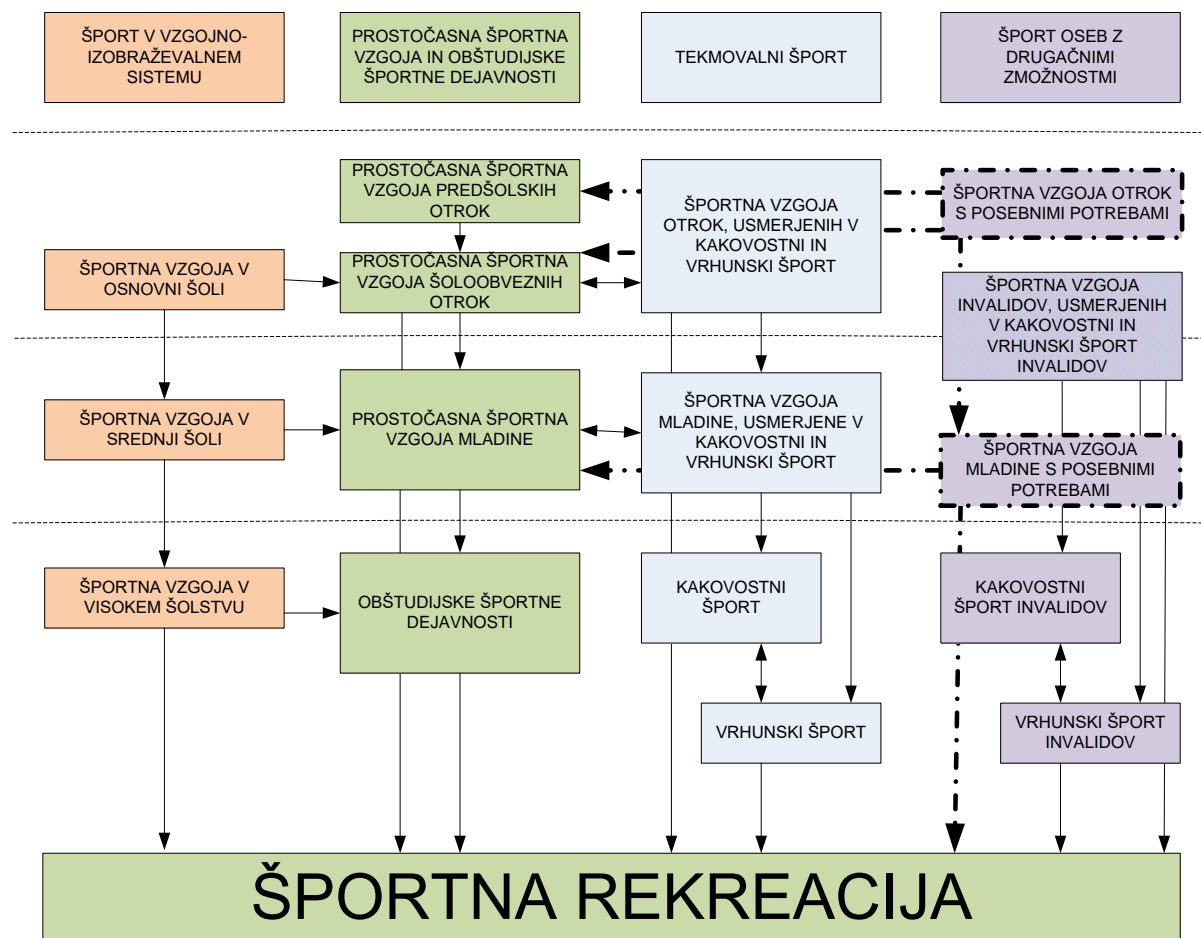 ŠPORT V VZGOJNO-
IZOBRAŽEVALNEM
SISTEMU
PROSTOČASNA ŠPORTNA
VZGOJA IN OBŠTUDIJSKE
ŠPORTNE DEJAVNOSTI
TEKMOVALNI ŠPORT
ŠPORT OSEB Z
DRUGAČNIMI
ZMOŽNOSTMI
PROSTOČASNA ŠPORTNA
VZGOJA PREDŠOLSKIH
OTROK
ŠPORTNA VZGOJA
OTROK, USMERJENIH V
KAKOVOSTNI IN
VRHUNSKI ŠPORT
ŠPORTNA VZGOJA OTROK
S POSEBNIMI POTREBAMI
ŠPORTNA VZGOJA V
OSNOVNI ŠOLI
PROSTOČASNA ŠPORTNA
VZGOJA ŠOLOOBVEZNIH
OTROK
ŠPORTNA VZGOJA
INVALIDOV, USMERJENIH
V KAKOVOSTNI IN
VRHUNSKI ŠPORT
INVALIDOV
ŠPORTNA VZGOJA V
SREDNJI ŠOLI
PROSTOČASNA ŠPORTNA
VZGOJA MLADINE
ŠPORTNA VZGOJA
MLADINE, USMERJENE V
KAKOVOSTNI IN
VRHUNSKI ŠPORT
ŠPORTNA VZGOJA
MLADINE S POSEBNIMI
POTREBAMI
ŠPORTNA VZGOJA V
VISOKEM ŠOLSTVU
OBŠTUDIJSKE ŠPORTNE
DEJAVNOSTI
KAKOVOSTNI
ŠPORT
KAKOVOSTNI
ŠPORT INVALIDOV
VRHUNSKI ŠPORT
VRHUNSKI ŠPORT
INVALIDOV
ŠPORTNA REKREACIJA